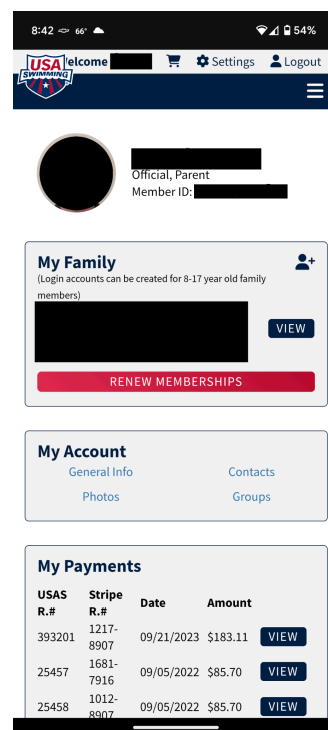 8:42 66° 54%
USA SWIMMING
elcome Settings Logout
Official, Parent
Member ID:
My Family
(Login accounts can be created for 8-17 year old family
members)
VIEW
RENEW MEMBERSHIPS
My Account
General Info Contacts
Photos Groups
My Payments
USAS R.# Stripe R.# Date Amount
393201 1217-8907 09/21/2023 $183.11 VIEW
25457 1681-7916 09/05/2022 $85.70 VIEW
25458 1012-8907 09/05/2022 $85.70 VIEW